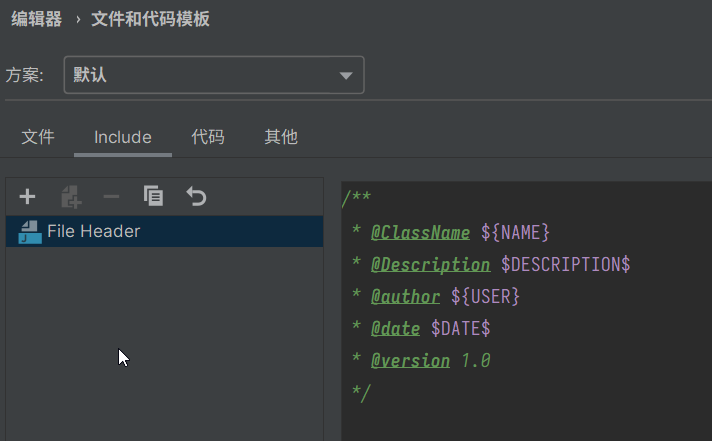 编辑器 › 文件和代码模板
方案: 默认
文件 Include 代码 其他
File Header
/**
* @ClassName ${NAME}
* @Description $DESCRIPTION$
* @author ${USER}
* @date $DATE$
* @version 1.0
*/